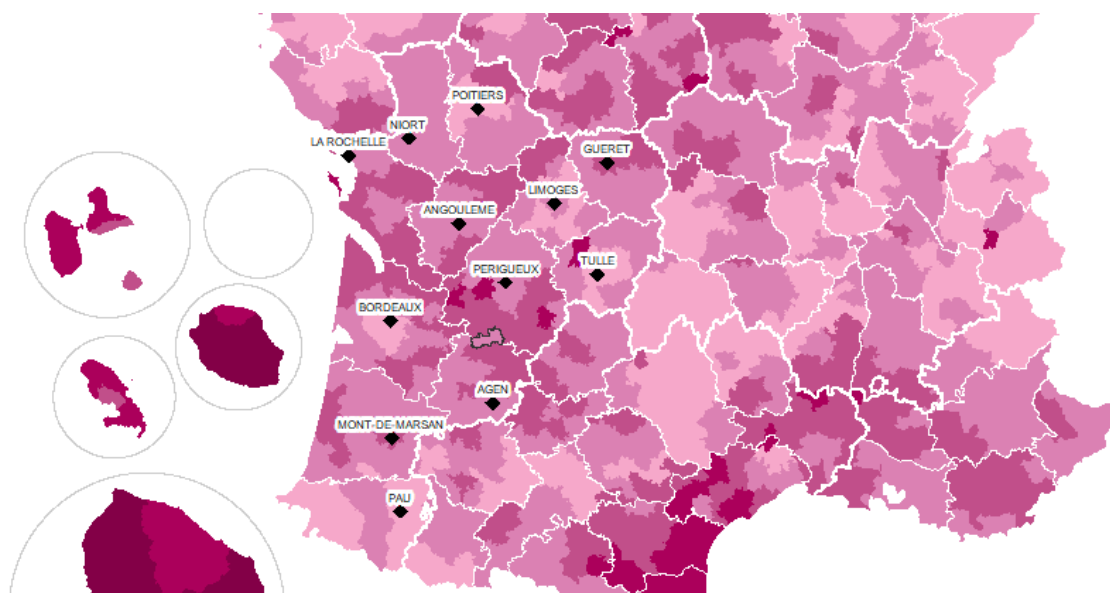 POITIERS
NIORT
LA ROCHELLE
GUERET
LIMOGES
ANGOULEME
TULLE
PERIGUEUX
BORDEAUX
AGEN
MONT-DE-MARSAN
PAU